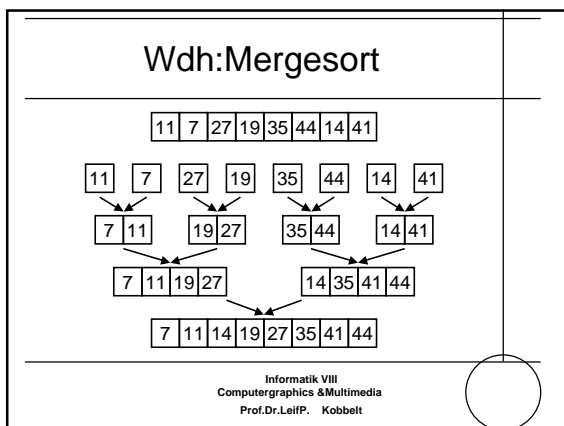 Wdh:Mergesort
11 7 27 19 35 44 14 41
11 7 27 19 35 44 14 41
7 11 19 27 35 44 14 41
7 11 19 27 14 35 41 44
7 11 14 19 27 35 41 44
Informatik VIII
Computergraphics &Multimedia
Prof.Dr.LeifP. Kobbelt